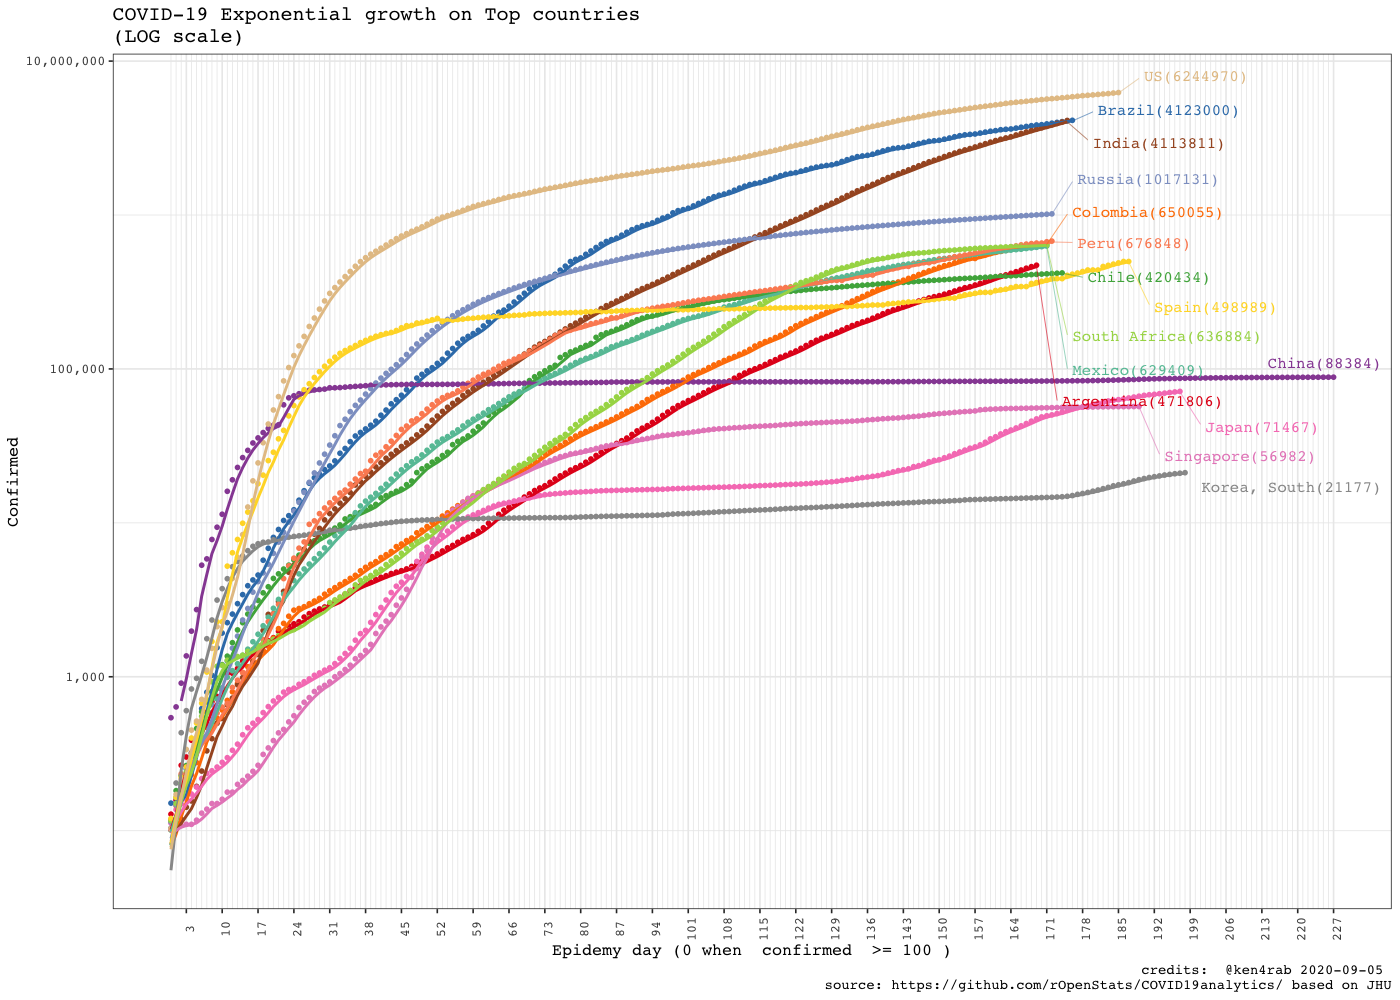 COVID-19 Exponential growth on Top countries
(LOG scale)
10,000,000
100,000
1,000
Confirmed
US(6244970)
Brazil(4123000)
India(4113811)
Russia(1017131)
Colombia(650055)
Peru(676848)
Chile(420434)
Spain(498989)
South Africa(636884)
China(88384)
Mexico(629409)
Argentina(471806)
Japan(71467)
Singapore(56982)
Korea, South(21177)
3 10 17 24 31 38 45 52 59 66 73 80 87 94 101 108 115 122 129 136 143 150 157 164 171 178 185 192 199 206 213 220 227
Epidemy day (0 when  confirmed  >= 100 )
credits:  @ken4rab 2020-09-05
source: https://github.com/rOpenStats/COVID19analytics/ based on JHU